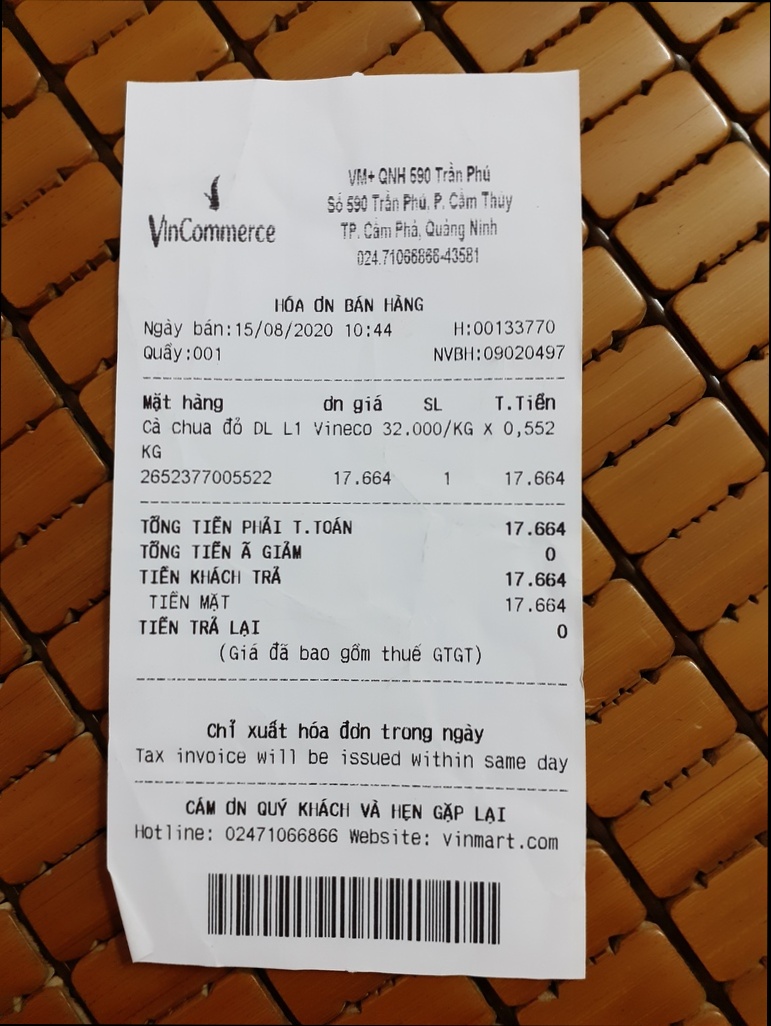 VinCommerce
VM+ QNH 590 Trần Phú
Số 590 Trần Phú, P. Cẩm Thủy
TP. Cẩm Phả, Quảng Ninh
024.71066866-43581
HÓA ƠN BÁN HÀNG
Ngày bán:15/08/2020 10:44 H:00133770
Quầy:001 NVBH:09020497
Mặt hàng ơn giá SL T.Tiền
Cà chua đỏ DL L1 Vineco 32.000/KG X 0,552
KG
2652377005522 17.664 1 17.664
TỔNG TIỀN PHẢI T.TOÁN 17.664
TỔNG TIỀN Ã GIẢM 0
TIỀN KHÁCH TRẢ 17.664
TIỀN MẶT 17.664
TIỀN TRẢ LẠI 0
(Giá đã bao gồm thuế GTGT)
Chỉ xuất hóa đơn trong ngày
Tax invoice will be issued within same day
CÁM ƠN QUÝ KHÁCH VÀ HẸN GẶP LẠI
Hotline: 02471066866 Website: vinmart.com